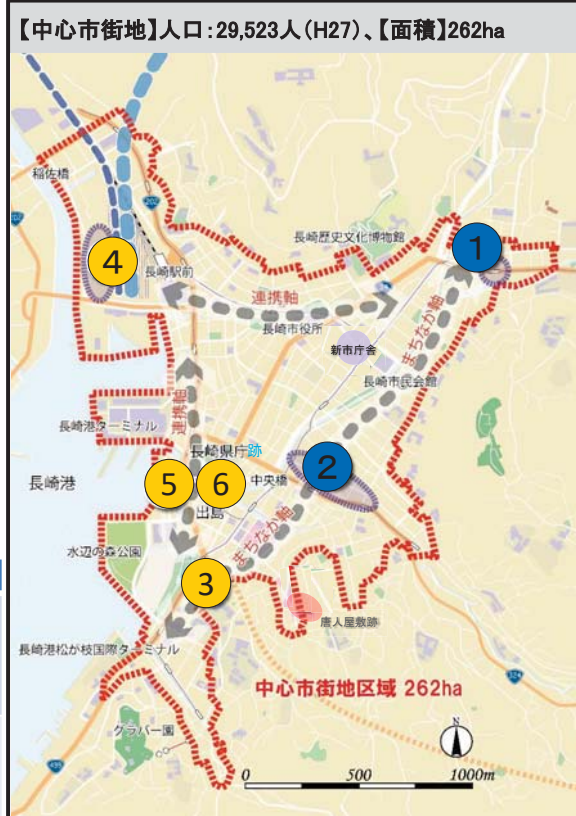 【中心市街地】人口：29,523人（H27）、【面積】262ha
稲佐橋
202
206
長崎歴史文化博物館
1
4
長崎駅前
連携軸
長崎市役所
まちなか軸
新市庁舎
長崎市民会館
連携軸
長崎港ターミナル
長崎県庁跡
2
長崎港
5
6
中央橋
出島
水辺の森公園
まちなか軸
3
唐人屋敷跡
長崎港松が枝国際ターミナル
324
中心市街地区域 262ha
グラバー園
N
499
0
500
1000m